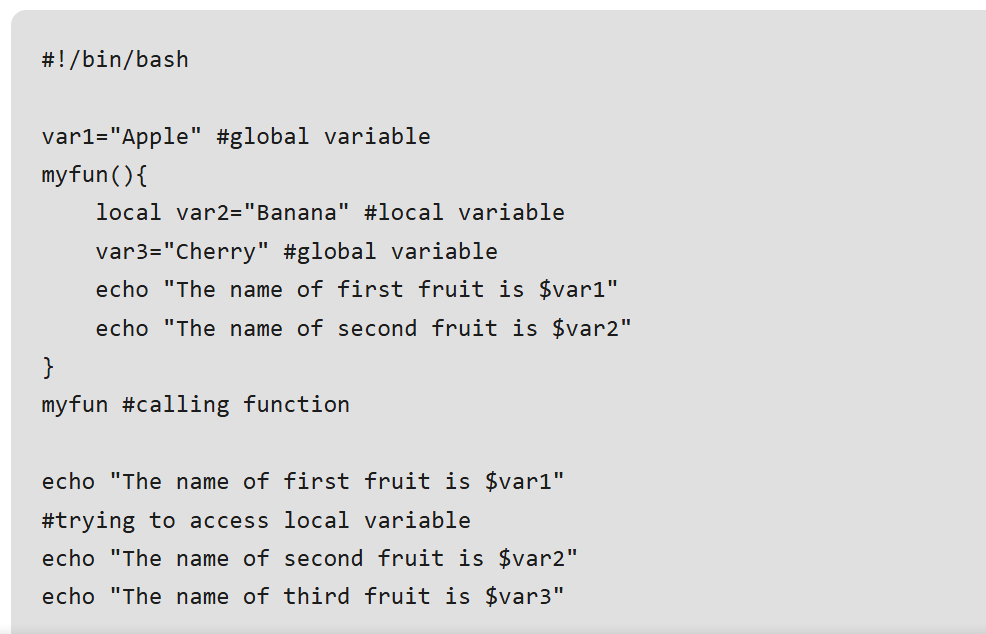 #!/bin/bash
var1="Apple" #global variable
myfun(){
    local var2="Banana" #local variable
    var3="Cherry" #global variable
    echo "The name of first fruit is $var1"
    echo "The name of second fruit is $var2"
}
myfun #calling function
echo "The name of first fruit is $var1"
#trying to access local variable
echo "The name of second fruit is $var2"
echo "The name of third fruit is $var3"